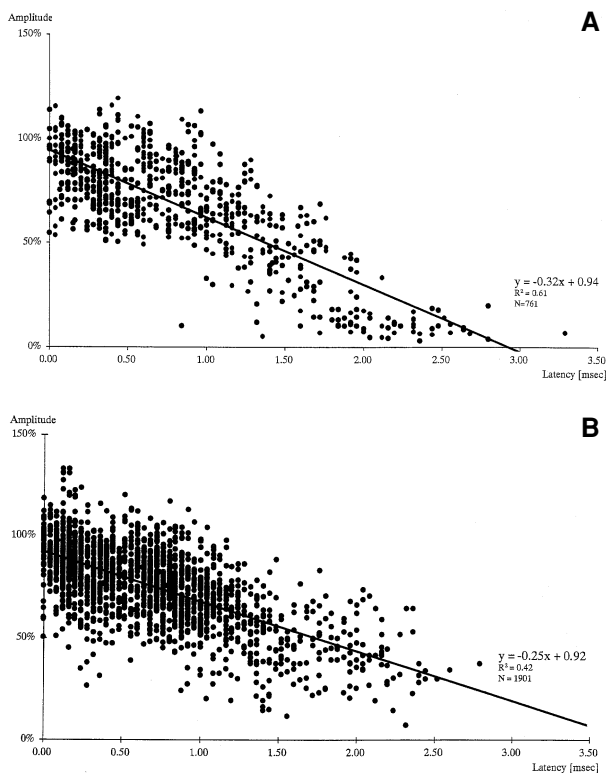 Amplitude
A
150%
100%
50%
0%
y = -0.32x + 0.94
R² = 0.61
N=761
0.00 0.50 1.00 1.50 2.00 2.50 3.00 3.50
Latency [msec]
Amplitude
B
150%
100%
50%
0%
y = -0.25x + 0.92
R² = 0.42
N = 1901
0.00 0.50 1.00 1.50 2.00 2.50 3.00 3.50
Latency [msec]